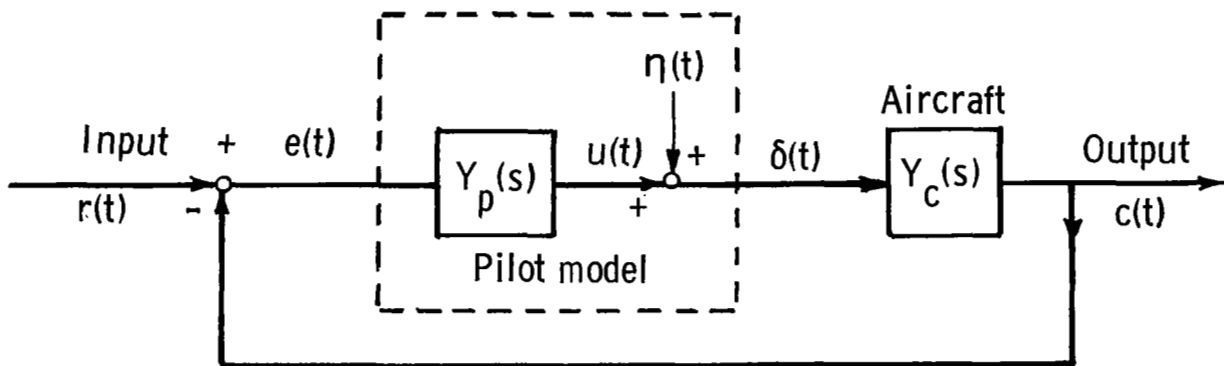 η(t)
Aircraft
Input
+
e(t)
u(t)
+
δ(t)
Output
Y_p(s)
Y_c(s)
r(t)
-
+
c(t)
Pilot model